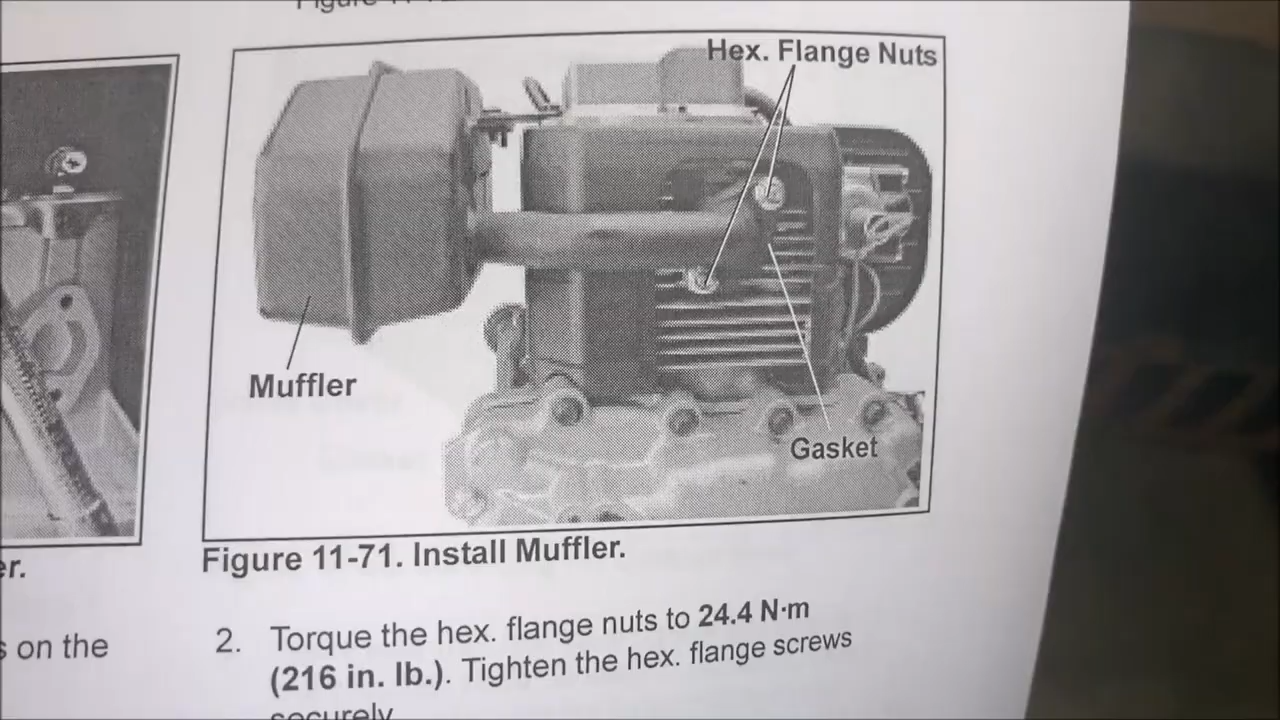 Hex. Flange Nuts
Muffler
Gasket
Figure 11-71. Install Muffler.
er.
s on the
2. Torque the hex. flange nuts to 24.4 N·m
(216 in. lb.). Tighten the hex. flange screws
securely